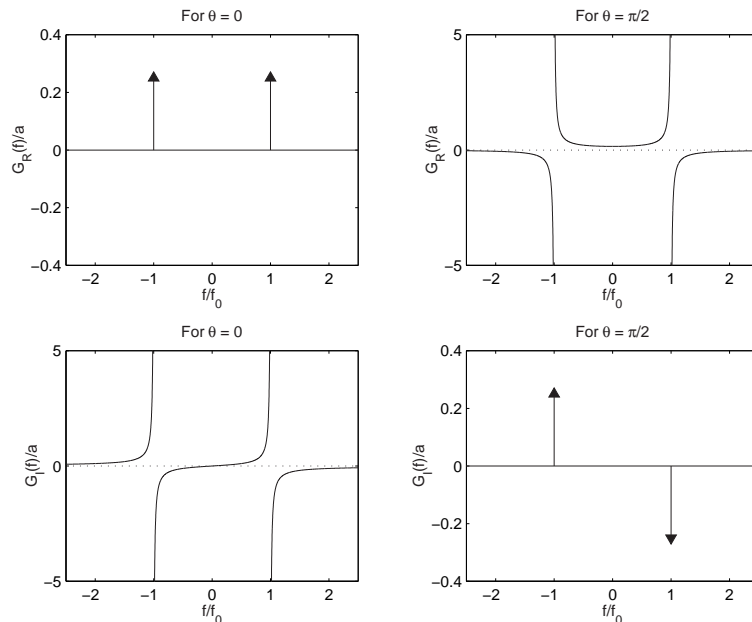 For θ = 0
For θ = π/2
G_R(f)/a
0.4
0.2
0
−0.2
−0.4
−2 −1 0 1 2
f/f_0
G_R(f)/a
5
0
−5
−2 −1 0 1 2
f/f_0
For θ = 0
For θ = π/2
G_I(f)/a
5
0
−5
−2 −1 0 1 2
f/f_0
G_I(f)/a
0.4
0.2
0
−0.2
−0.4
−2 −1 0 1 2
f/f_0